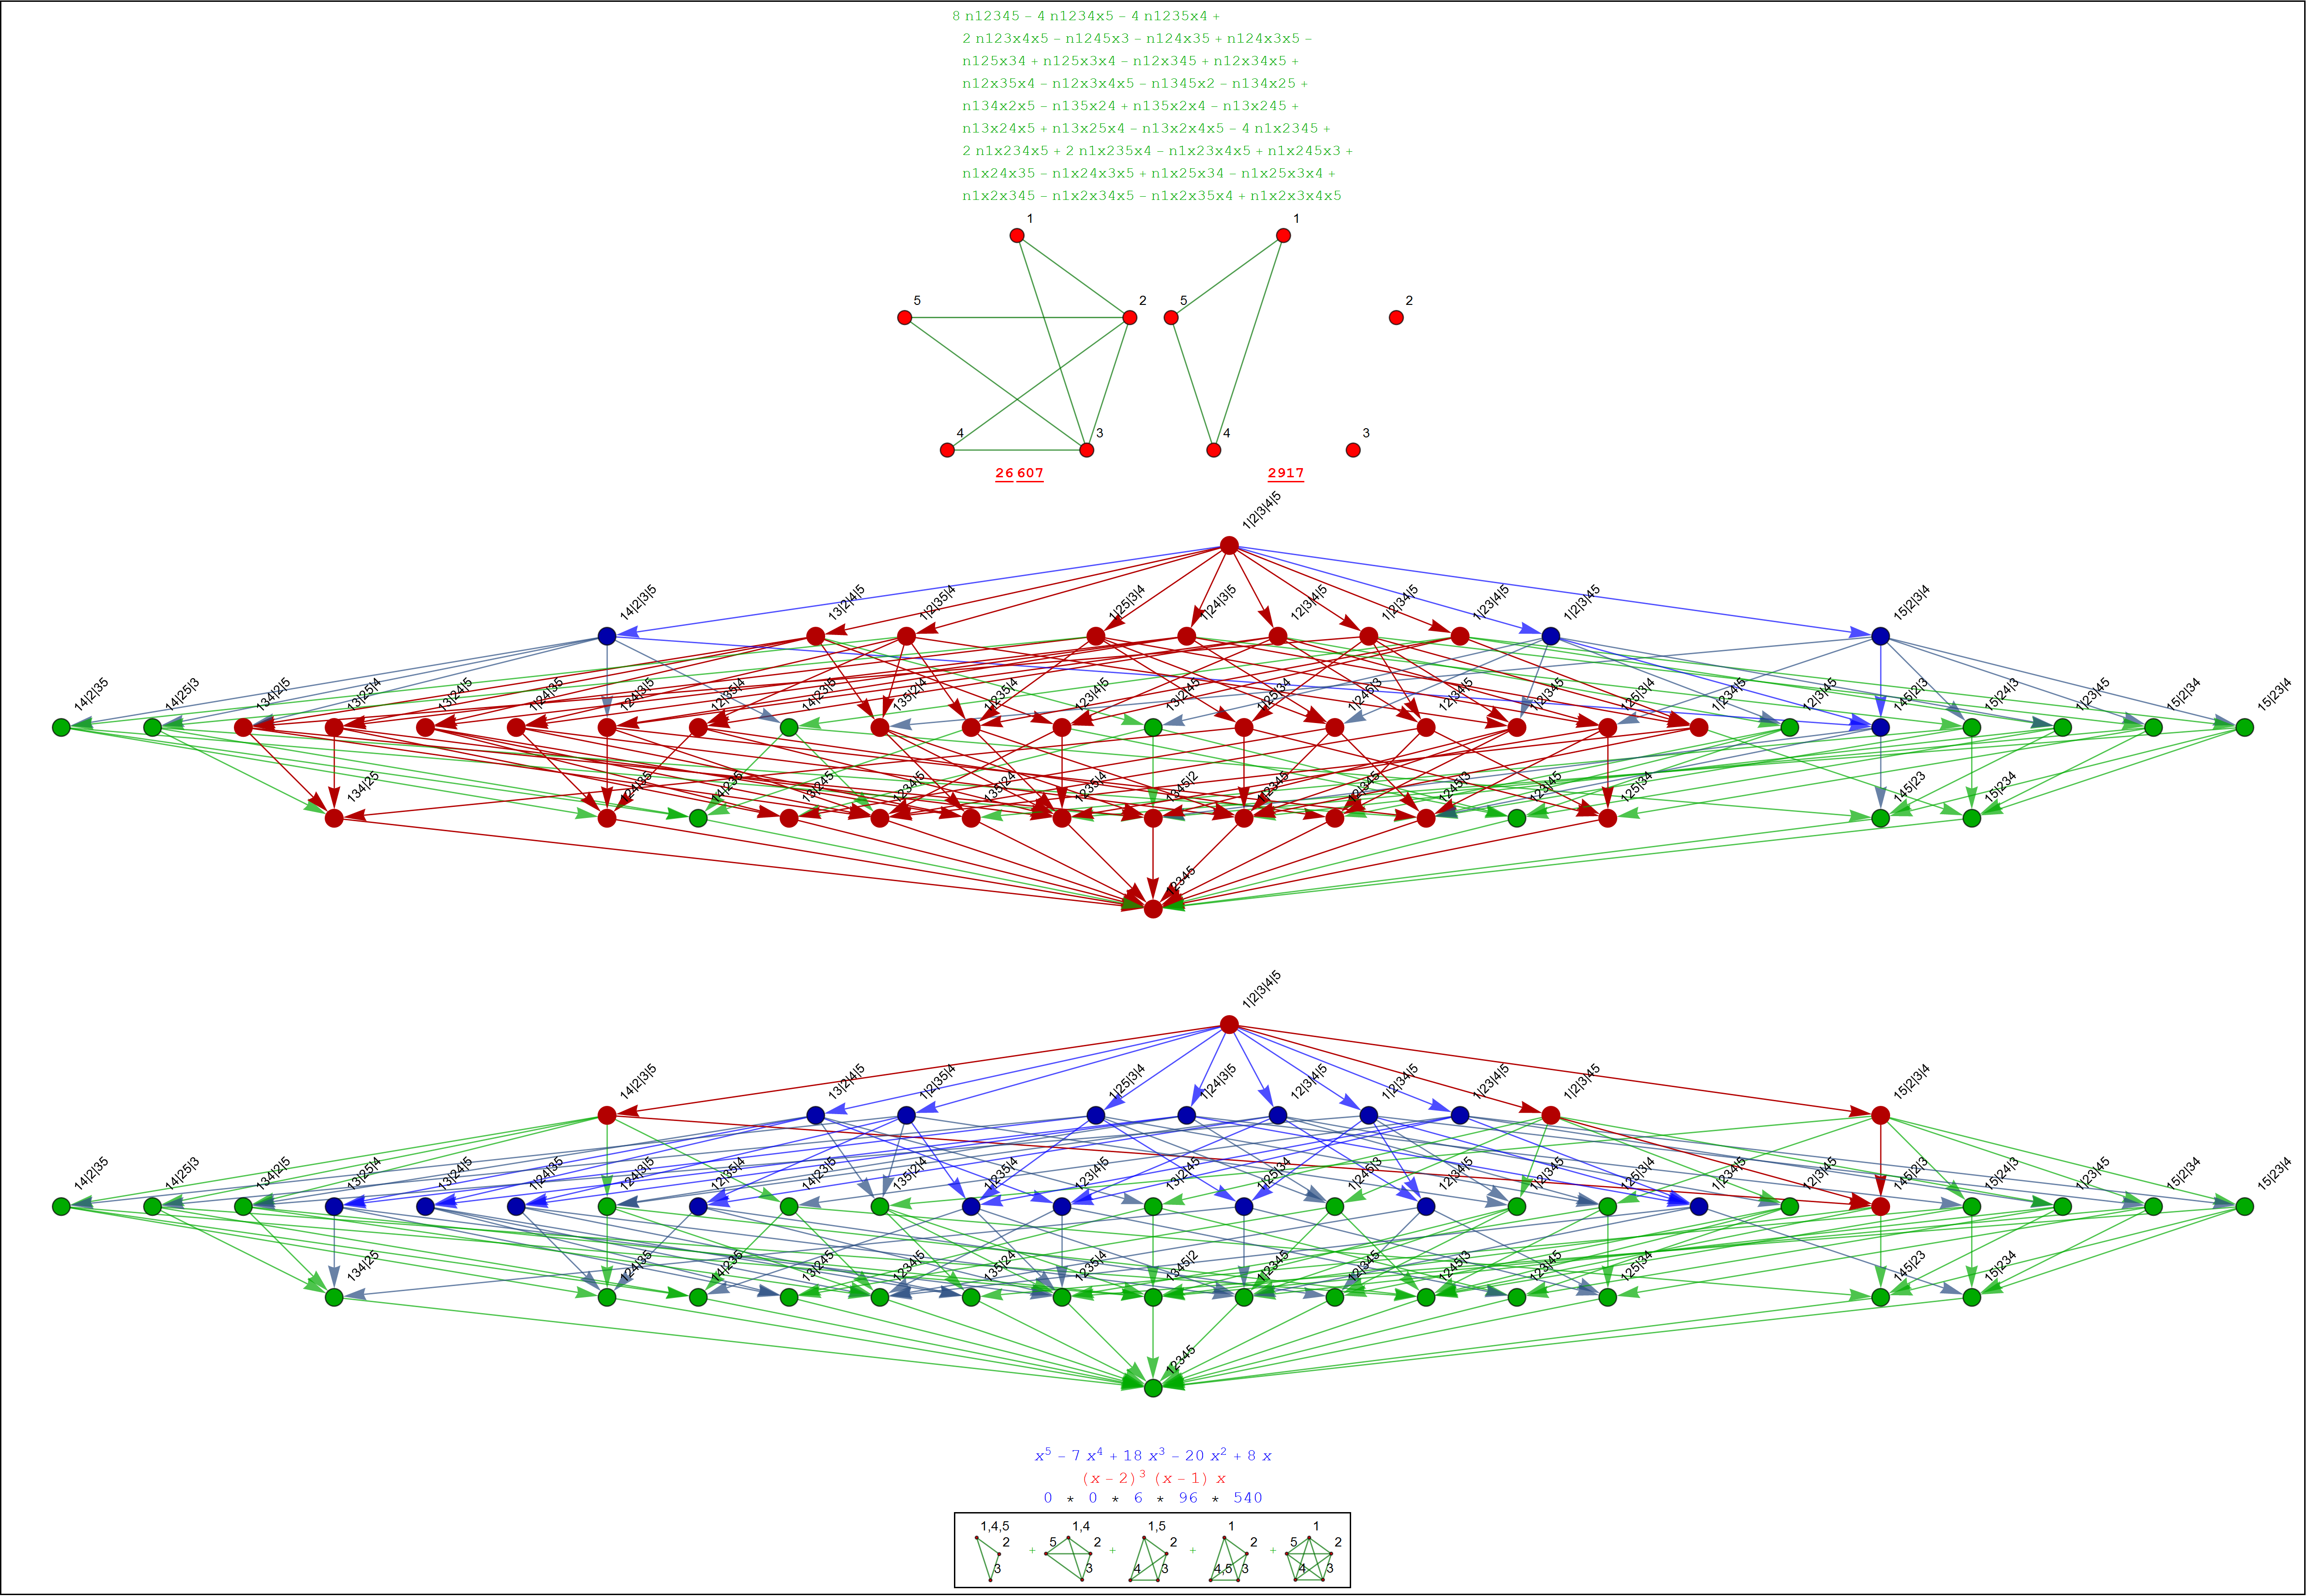 8 n12345 − 4 n1234x5 − 4 n1235x4 +
2 n123x4x5 − n1245x3 − n124x35 + n124x3x5 −
n125x34 + n125x3x4 − n12x345 + n12x34x5 +
n12x35x4 − n12x3x4x5 − n1345x2 − n134x25 +
n134x2x5 − n135x24 + n135x2x4 − n13x245 +
n13x24x5 + n13x25x4 − n13x2x4x5 − 4 n1x2345 +
2 n1x234x5 + 2 n1x235x4 − n1x23x4x5 + n1x245x3 +
n1x24x35 − n1x24x3x5 + n1x25x34 − n1x25x3x4 +
n1x2x345 − n1x2x34x5 − n1x2x35x4 + n1x2x3x4x5
1 1
5 2 5 2
4 3 4 3
26 607 2917
1|2|3|4|5
14|2|3|5 13|2|4|5 1|2|35|4 1|25|3|4 1|24|3|5 12|3|4|5 1|2|34|5 1|23|4|5 1|2|3|45 15|2|3|4
14|2|35 14|25|3 134|2|5 13|25|4 13|24|5 1|24|35 124|3|5 12|35|4 14|23|5 135|2|4 1|235|4 123|4|5 13|2|45 1|25|34 1|245|3 12|34|5 1|2|345 125|3|4 1|234|5 12|3|45 145|2|3 15|24|3 1|23|45 15|2|34 15|23|4
134|25 124|35 14|235 13|245 1234|5 135|24 1235|4 1345|2 1|2345 12|345 1245|3 123|45 125|34 145|23 15|234
12345
1|2|3|4|5
14|2|3|5 13|2|4|5 1|2|35|4 1|25|3|4 1|24|3|5 12|3|4|5 1|2|34|5 1|23|4|5 1|2|3|45 15|2|3|4
14|2|35 14|25|3 134|2|5 13|25|4 13|24|5 1|24|35 124|3|5 12|35|4 14|23|5 135|2|4 1|235|4 123|4|5 13|2|45 1|25|34 1|245|3 12|34|5 1|2|345 125|3|4 1|234|5 12|3|45 145|2|3 15|24|3 1|23|45 15|2|34 15|23|4
134|25 124|35 14|235 13|245 1234|5 135|24 1235|4 1345|2 1|2345 12|345 1245|3 123|45 125|34 145|23 15|234
12345
x⁵ − 7 x⁴ + 18 x³ − 20 x² + 8 x
(x − 2)³ (x − 1) x
0 * 0 * 6 * 96 * 540
1,4,5 1,4 1,5 1 1
2 + 5 2 + 2 + 2 + 5 2
3 3 4 3 4,5 3 4 3